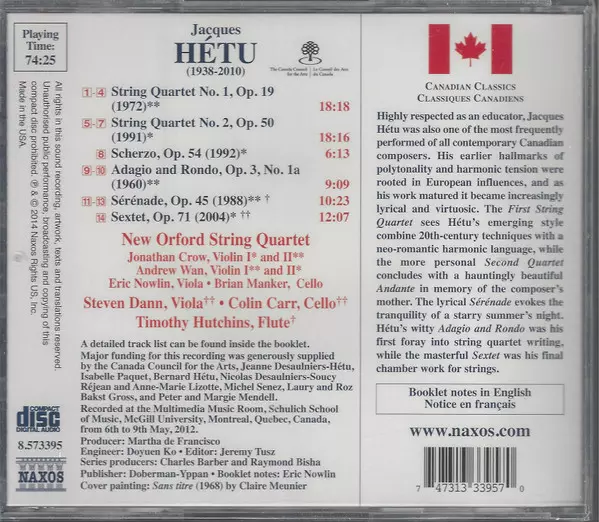 Playing
Time:
74:25
Jacques
HÉTU
(1938-2010)
The Canada Council
for the Arts
Le Conseil des Arts
du Canada
1-4 String Quartet No. 1, Op. 19
(1972)** 18:18
5-7 String Quartet No. 2, Op. 50
(1991)* 18:16
8 Scherzo, Op. 54 (1992)* 6:13
9-10 Adagio and Rondo, Op. 3, No. 1a
(1960)** 9:09
11-13 Sérénade, Op. 45 (1988)** † 10:23
14 Sextet, Op. 71 (2004)* †† 12:07
New Orford String Quartet
Jonathan Crow, Violin I* and II**
Andrew Wan, Violin I** and II*
Eric Nowlin, Viola • Brian Manker, Cello
Steven Dann, Viola†† • Colin Carr, Cello††
Timothy Hutchins, Flute†
A detailed track list can be found inside the booklet.
Major funding for this recording was generously supplied
by the Canada Council for the Arts, Jeanne Desaulniers-Hétu,
Isabelle Paquet, Bernard Hétu, Nicolas Desaulniers-Soucy
Réjean and Anne-Marie Lizotte, Michel Senez, Laury and Roz
Bakst Gross, and Peter and Margie Mendell.
Recorded at the Multimedia Music Room, Schulich School
of Music, McGill University, Montreal, Quebec, Canada,
from 6th to 9th May, 2012.
Producer: Martha de Francisco
Engineer: Doyuen Ko • Editor: Jeremy Tusz
Series producers: Charles Barber and Raymond Bisha
Publisher: Doberman-Yppan • Booklet notes: Eric Nowlin
Cover painting: Sans titre (1968) by Claire Meunier
All rights in this sound recording, artwork, texts and translations reserved.
Unauthorised public performance, broadcasting and copying of this
compact disc prohibited. ℗ & © 2014 Naxos Rights US, Inc.
Made in the USA.
COMPACT
disc
DIGITAL AUDIO
8.573395
NAXOS
CANADIAN CLASSICS
CLASSIQUES CANADIENS
Highly respected as an educator, Jacques
Hétu was also one of the most frequently
performed of all contemporary Canadian
composers. His earlier hallmarks of
polytonality and harmonic tension were
rooted in European influences, and as
his work matured it became increasingly
lyrical and virtuosic. The First String
Quartet sees Hétu's emerging style
combine 20th-century techniques with a
neo-romantic harmonic language, while
the more personal Second Quartet
concludes with a hauntingly beautiful
Andante in memory of the composer's
mother. The lyrical Sérénade evokes the
tranquility of a starry summer's night.
Hétu's witty Adagio and Rondo was his
first foray into string quartet writing,
while the masterful Sextet was his final
chamber work for strings.
Booklet notes in English
Notice en français
www.naxos.com
7 47313 33957 0